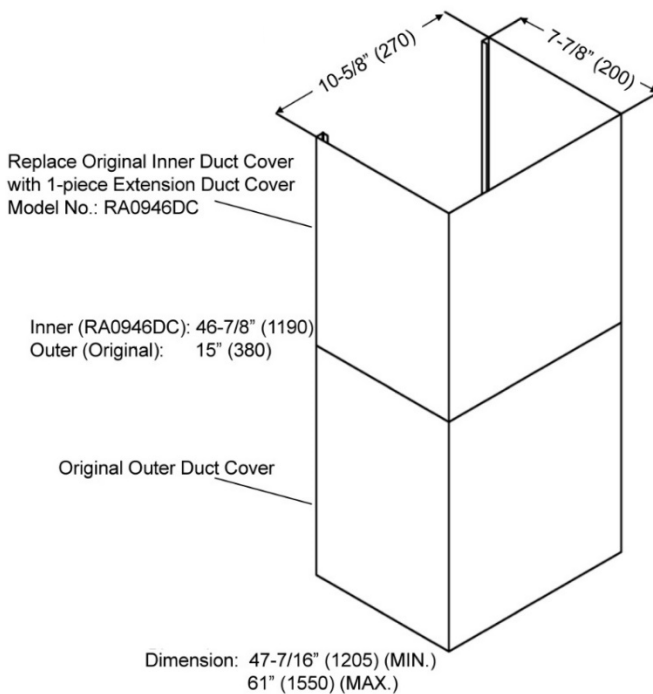 10-5/8” (270)
7-7/8” (200)
Replace Original Inner Duct Cover
with 1-piece Extension Duct Cover
Model No.: RA0946DC
Inner (RA0946DC): 46-7/8” (1190)
Outer (Original): 15” (380)
Original Outer Duct Cover
Dimension: 47-7/16” (1205) (MIN.)
61” (1550) (MAX.)